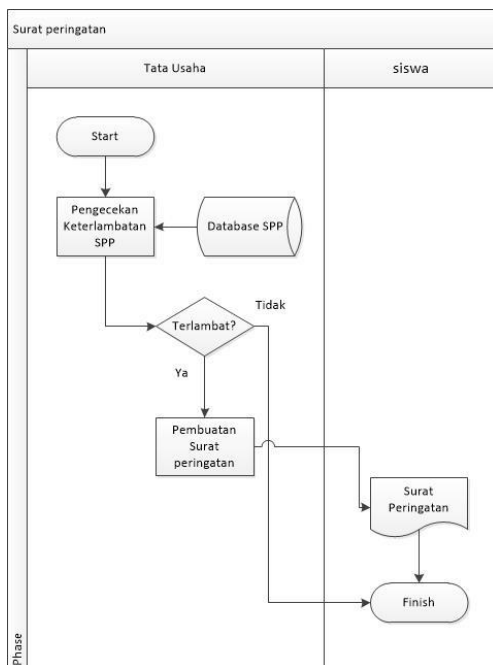 Surat peringatan
Tata Usaha
siswa
Start
Pengecekan
Keterlambatan
SPP
Database SPP
Terlambat?
Tidak
Ya
Pembuatan
Surat
peringatan
Surat
Peringatan
Finish
Phase